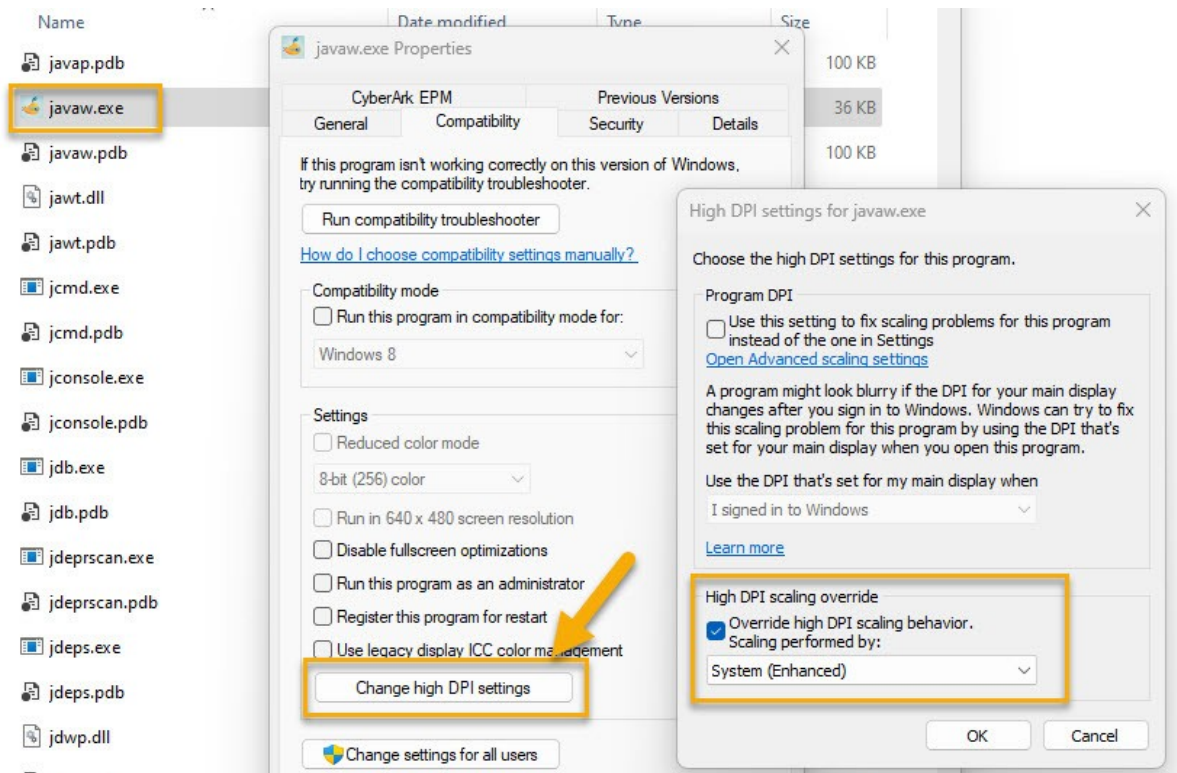 Name Date modified Type Size
javap.pdb 100 KB
javaw.exe 36 KB
javaw.pdb 100 KB
jawt.dll
jawt.pdb
jcmd.exe
jcmd.pdb
jconsole.exe
jconsole.pdb
jdb.exe
jdb.pdb
jdeprscan.exe
jdeprscan.pdb
jdeps.exe
jdeps.pdb
jdwp.dll
javaw.exe Properties
CyberArk EPM Previous Versions
General Compatibility Security Details
If this program isn't working correctly on this version of Windows,
try running the compatibility troubleshooter.
Run compatibility troubleshooter
How do I choose compatibility settings manually?
Compatibility mode
Run this program in compatibility mode for:
Windows 8
Settings
Reduced color mode
8-bit (256) color
Run in 640 x 480 screen resolution
Disable fullscreen optimizations
Run this program as an administrator
Register this program for restart
Use legacy display ICC color management
Change high DPI settings
Change settings for all users
High DPI settings for javaw.exe
Choose the high DPI settings for this program.
Program DPI
Use this setting to fix scaling problems for this program
instead of the one in Settings
Open Advanced scaling settings
A program might look blurry if the DPI for your main display
changes after you sign in to Windows. Windows can try to fix
this scaling problem for this program by using the DPI that's
set for your main display when you open this program.
Use the DPI that's set for my main display when
I signed in to Windows
Learn more
High DPI scaling override
Override high DPI scaling behavior.
Scaling performed by:
System (Enhanced)
OK Cancel